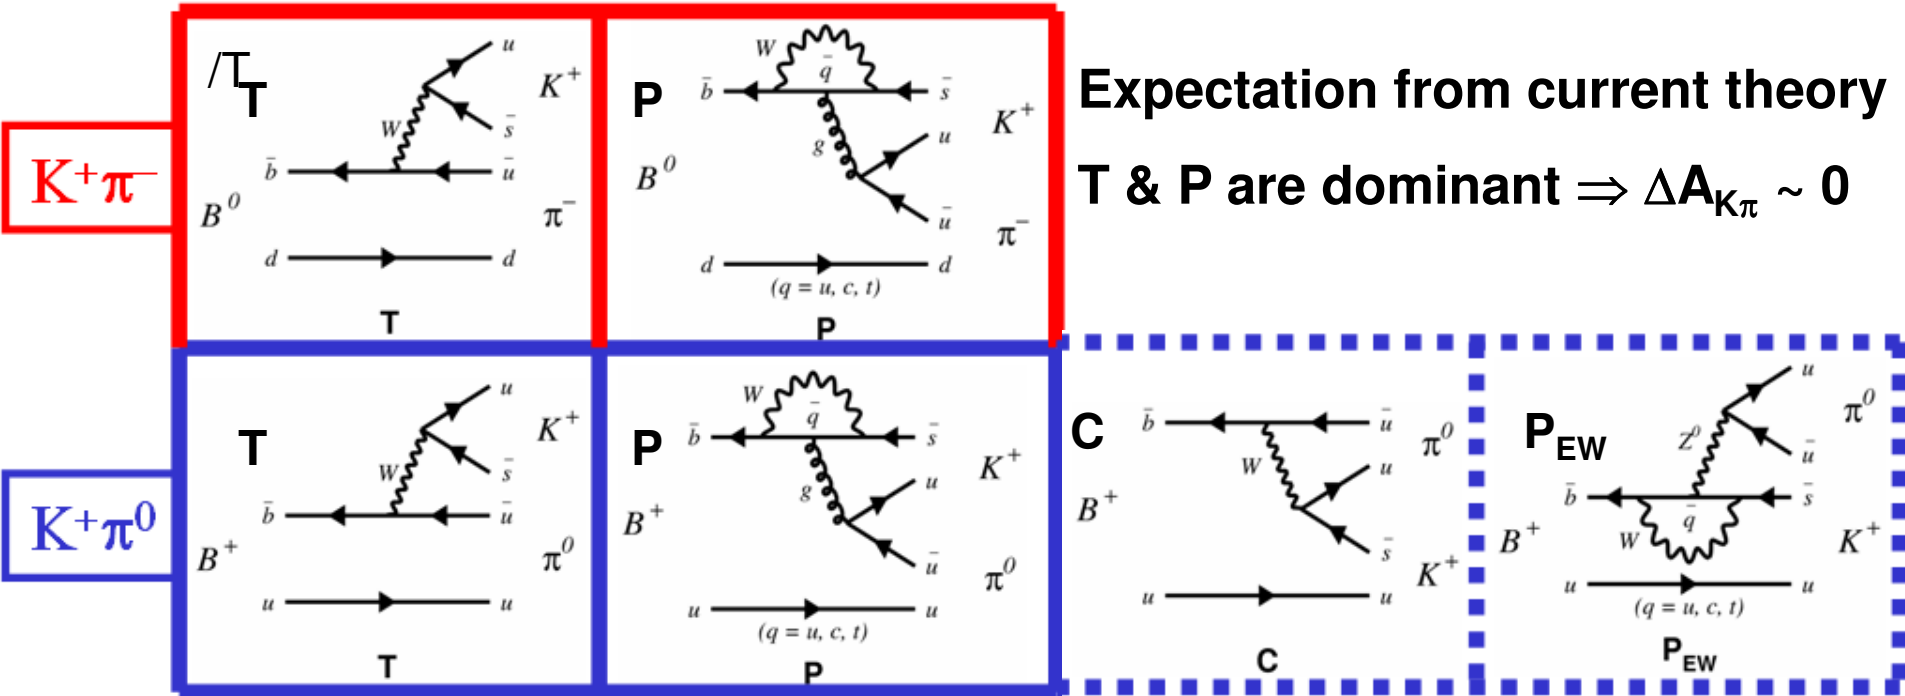 /T
T
u
K⁺
s̄
W
b̄
ū
B⁰
π⁻
d
d
T
P
W
q̄
b̄
s̄
K⁺
u
g
B⁰
ū
π⁻
d
d
(q = u, c, t)
P
Expectation from current theory
T & P are dominant ⇒ ΔA_Kπ ~ 0
K⁺π⁻
K⁺π⁰
T
u
K⁺
s̄
W
b̄
ū
B⁺
π⁰
u
u
T
P
W
q̄
b̄
s̄
K⁺
u
g
B⁺
ū
π⁰
u
u
(q = u, c, t)
P
C
b̄
ū
π⁰
W
u
B⁺
s̄
K⁺
u
u
C
P_EW
u
π⁰
Z⁰
ū
b̄
s̄
q̄
W
B⁺
K⁺
u
u
(q = u, c, t)
P_EW